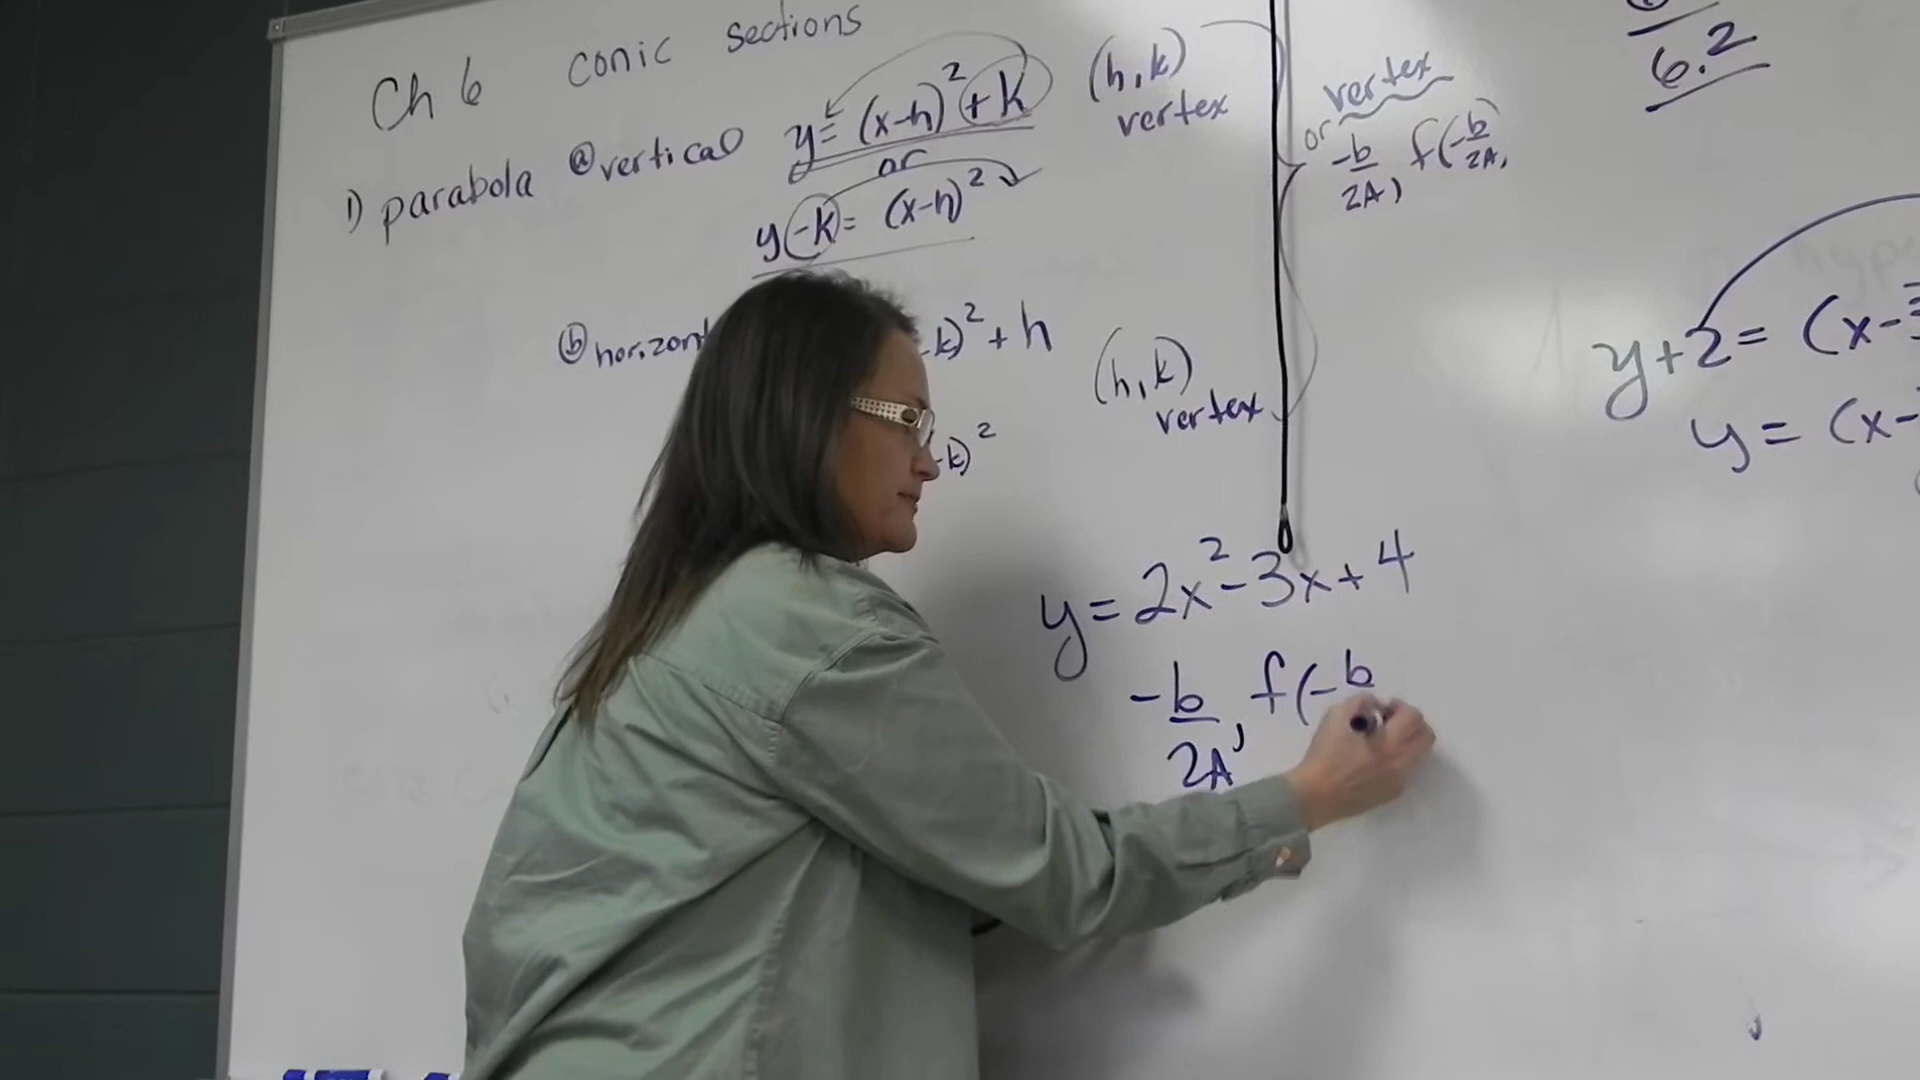 Ch 6 conic sections
1) parabola ⓐ vertical y = (x-h)² + k (h,k)
vertex
or
y - k = (x-h)²
or vertex
-b/2A, f(-b/2A,
6.2
ⓑ horizont k)² + h (h,k)
vertex
-k)²
y + 2 = (x -
y = (x -
y = 2x² - 3x + 4
-b/2A, f(-b